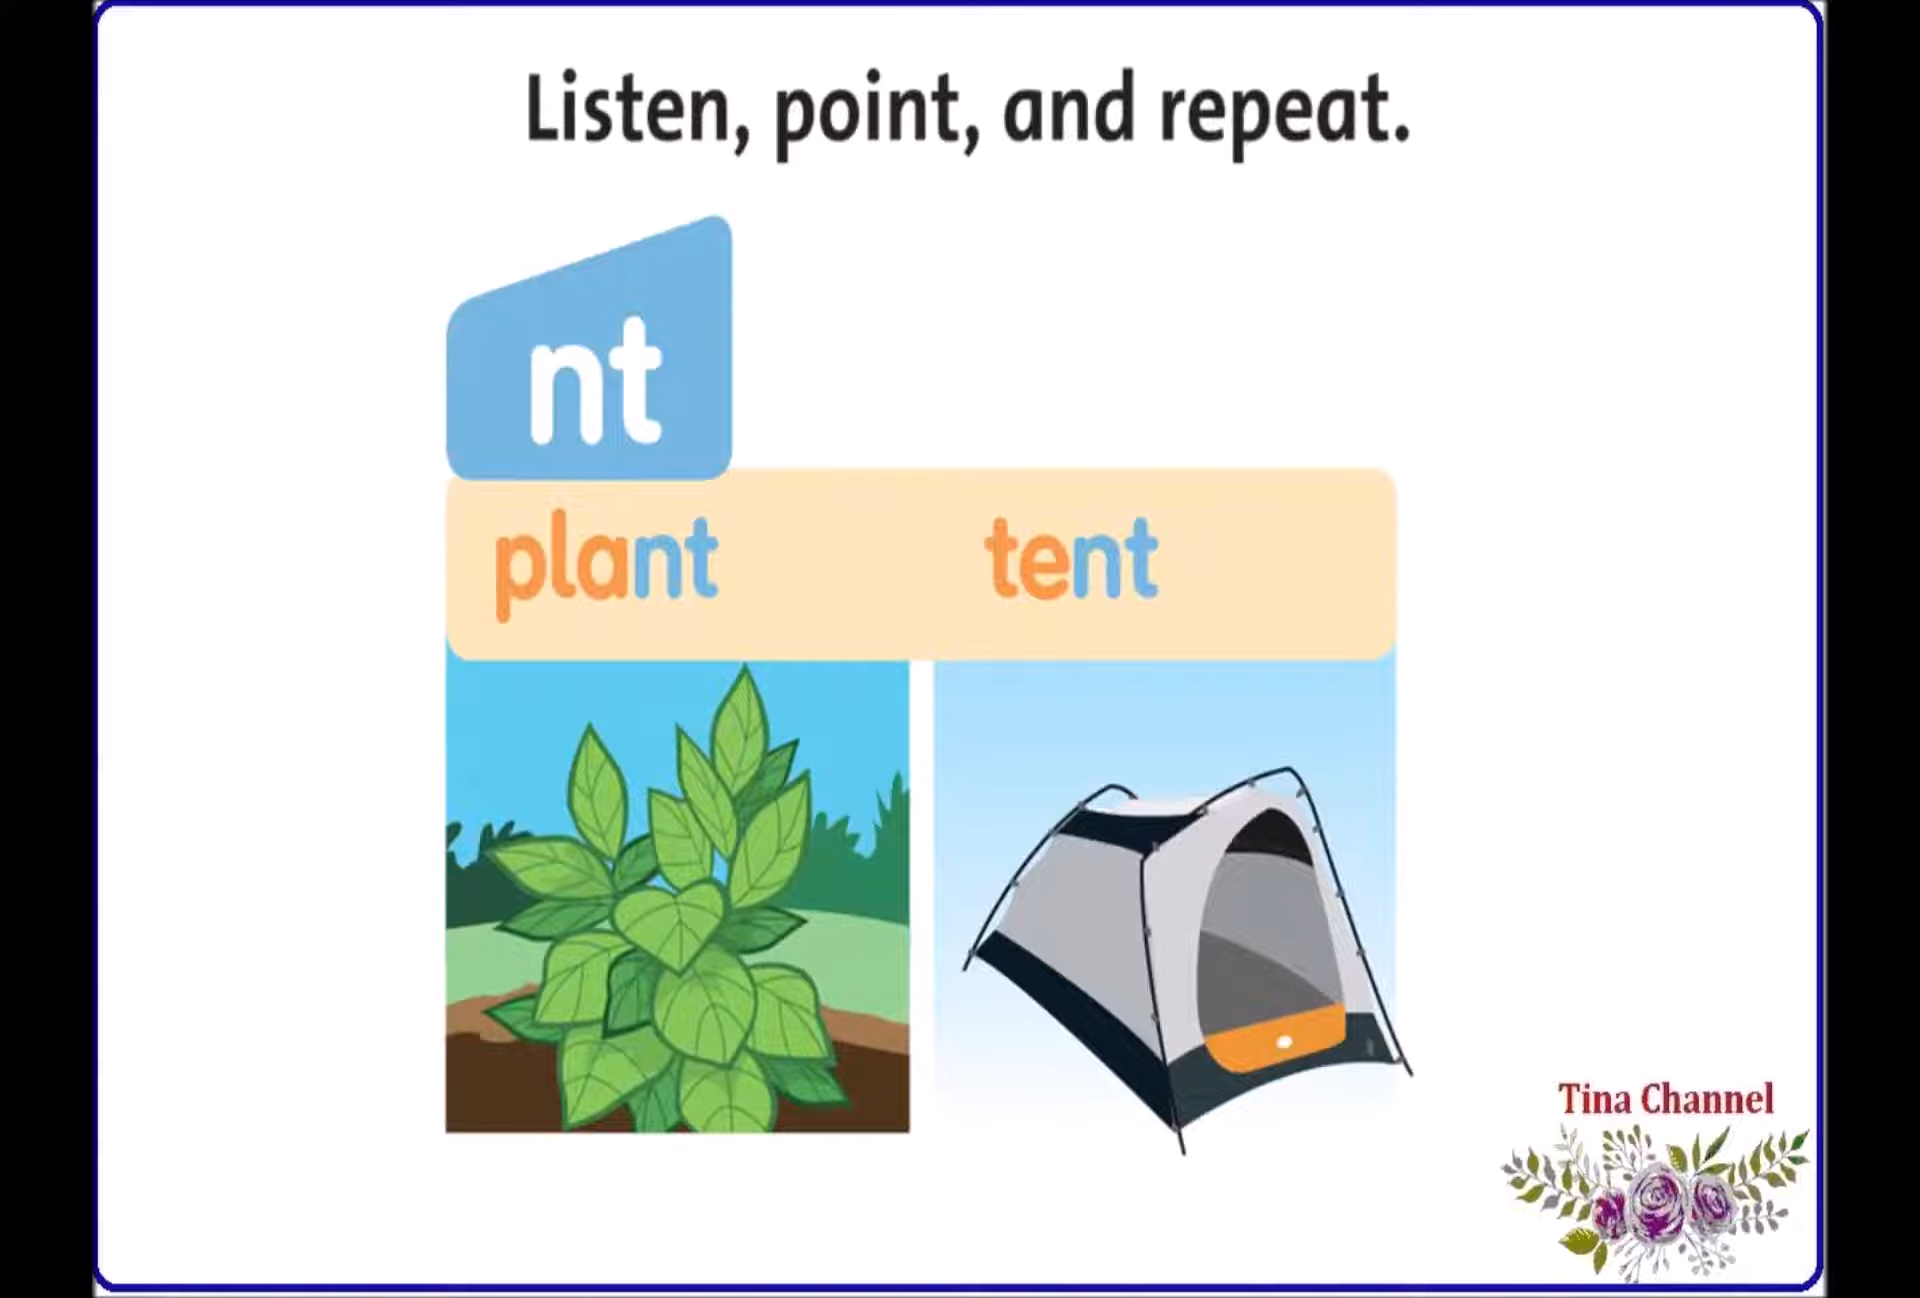 Listen, point, and repeat.
nt
plant tent
Tina Channel